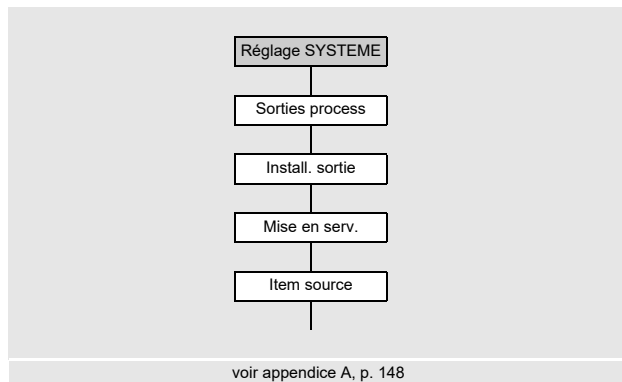 Réglage SYSTEME
Sorties process
Install. sortie
Mise en serv.
Item source
voir appendice A, p. 148